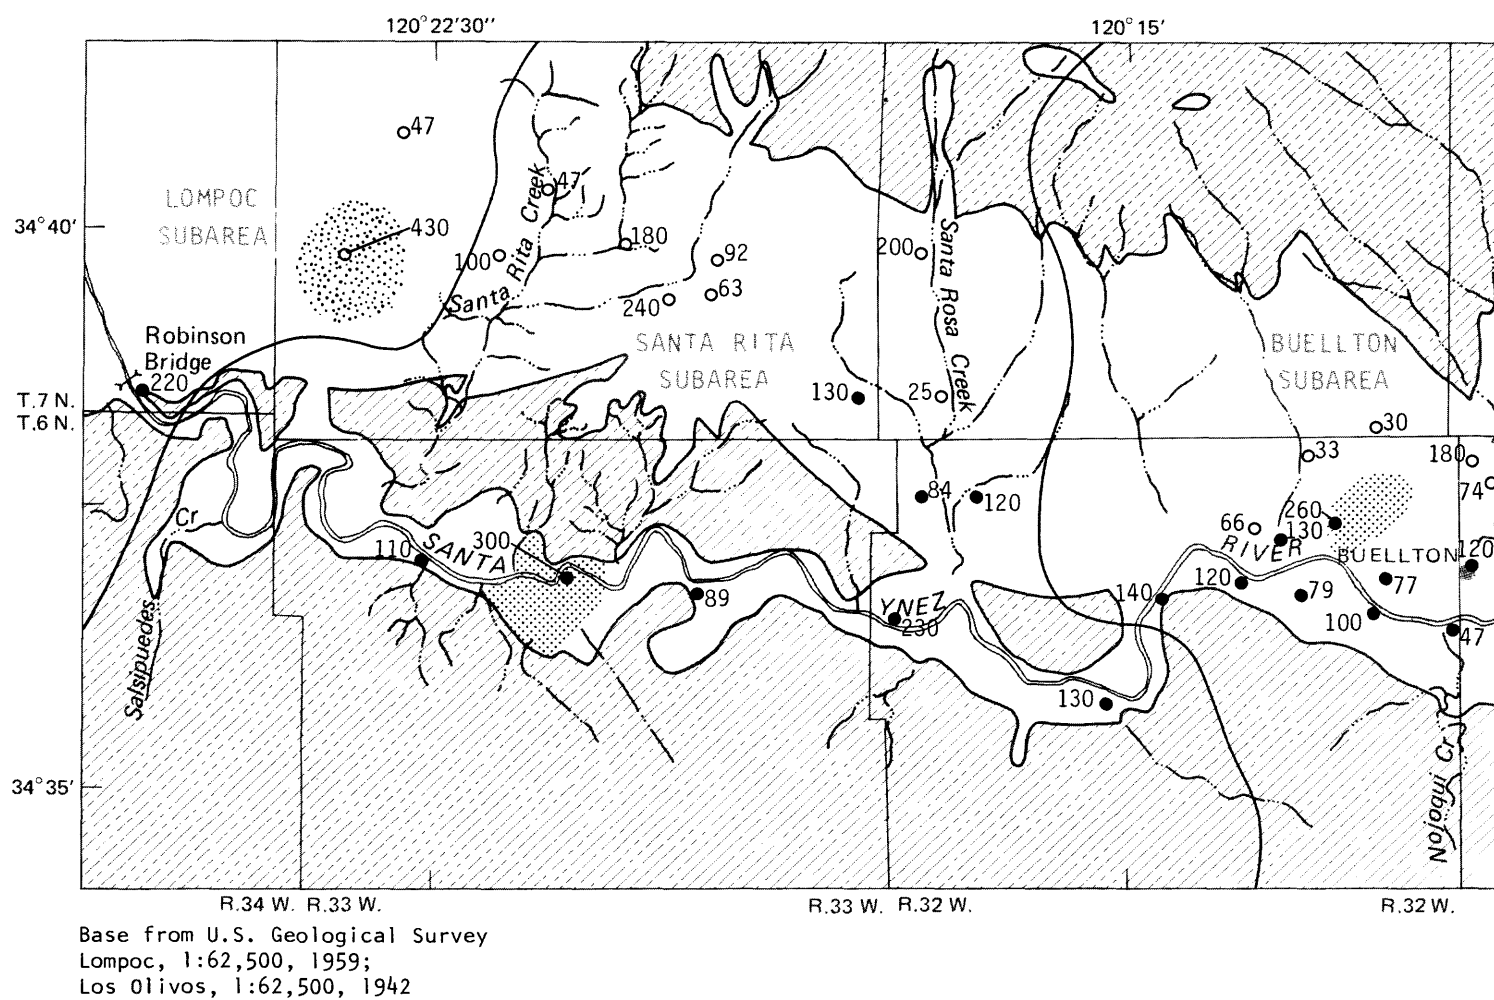 120°22'30''
120°15'
47
LOMPOC
SUBAREA
34°40'
430
Santa Rita Creek
47
100
180
92
63
240
Santa Rita
200
Santa Rosa Creek
SANTA RITA
SUBAREA
BUELLTON
SUBAREA
Robinson
Bridge
220
T.7 N.
T.6 N.
130
25
30
33
180
74
84
120
Cr
Salsipuedes
110
SANTA
300
89
YNEZ
230
140
130
66
RIVER
260
130
BUELLTON
120
120
79
77
100
47
Nojoqui Cr
34°35'
R.34 W. R.33 W.
R.33 W. R.32 W.
R.32 W.
Base from U.S. Geological Survey
Lompoc, 1:62,500, 1959;
Los Olivos, 1:62,500, 1942